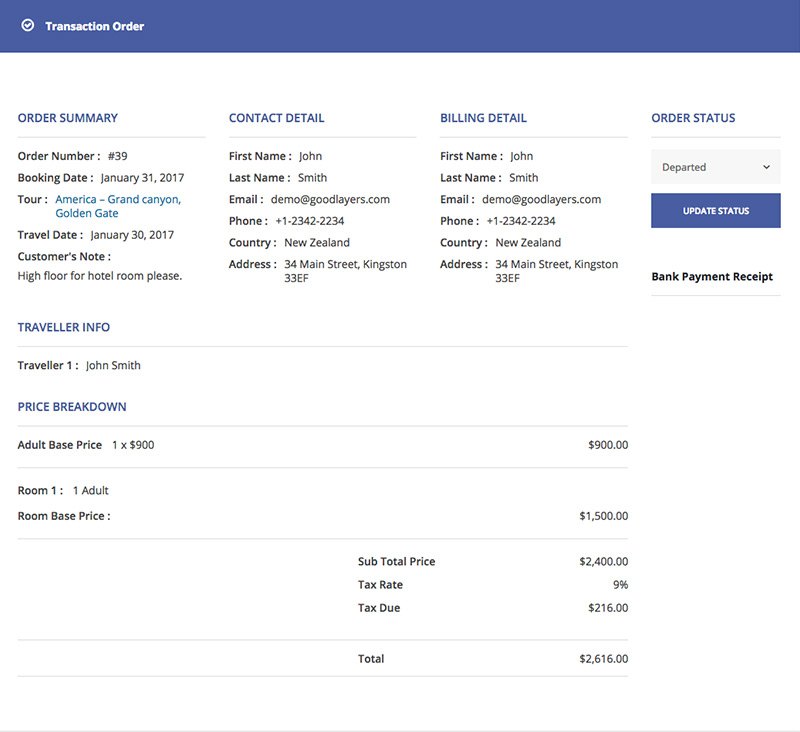 Transaction Order
ORDER SUMMARY
Order Number : #39
Booking Date : January 31, 2017
Tour : America – Grand canyon,
Golden Gate
Travel Date : January 30, 2017
Customer's Note :
High floor for hotel room please.
CONTACT DETAIL
First Name : John
Last Name : Smith
Email : demo@goodlayers.com
Phone : +1-2342-2234
Country : New Zealand
Address : 34 Main Street, Kingston
33EF
BILLING DETAIL
First Name : John
Last Name : Smith
Email : demo@goodlayers.com
Phone : +1-2342-2234
Country : New Zealand
Address : 34 Main Street, Kingston
33EF
ORDER STATUS
Departed
UPDATE STATUS
Bank Payment Receipt
TRAVELLER INFO
Traveller 1 : John Smith
PRICE BREAKDOWN
Adult Base Price 1 x $900 $900.00
Room 1 : 1 Adult
Room Base Price : $1,500.00
Sub Total Price $2,400.00
Tax Rate 9%
Tax Due $216.00
Total $2,616.00